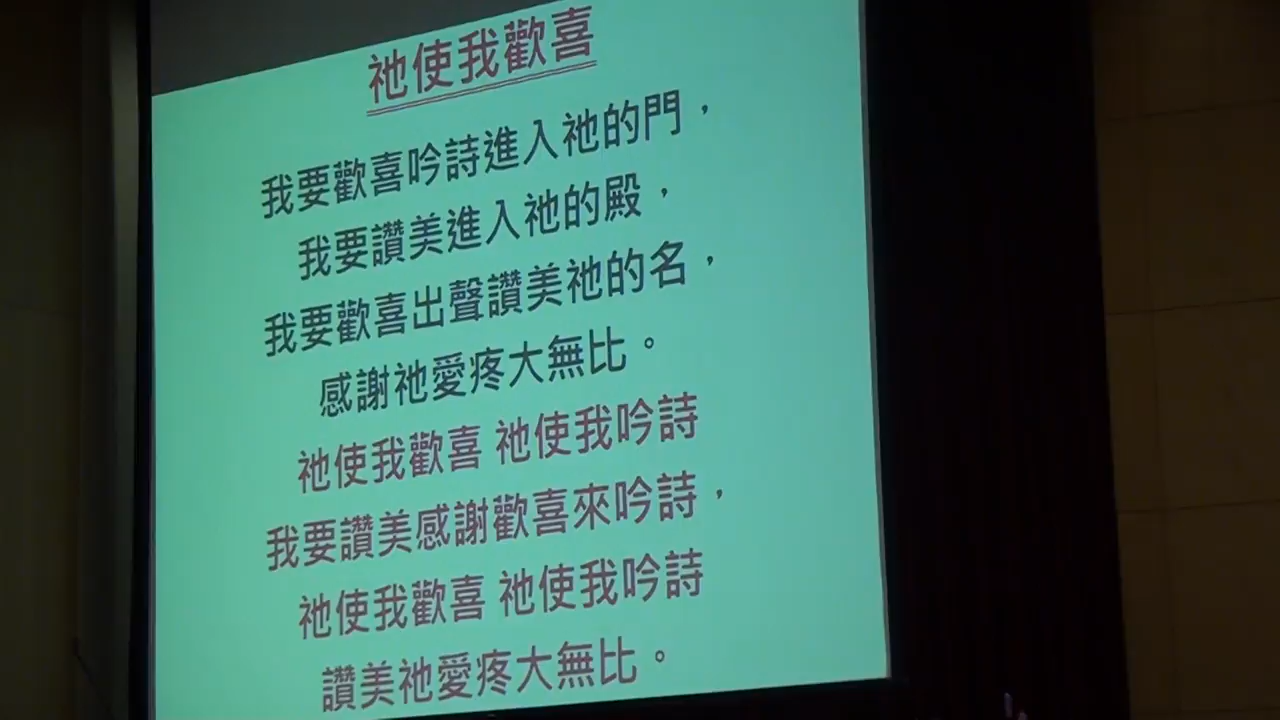 祂使我歡喜
我要歡喜吟詩進入祂的門，
我要讚美進入祂的殿，
我要歡喜出聲讚美祂的名，
感謝祂愛疼大無比。
祂使我歡喜 祂使我吟詩
我要讚美感謝歡喜來吟詩，
祂使我歡喜 祂使我吟詩
讚美祂愛疼大無比。